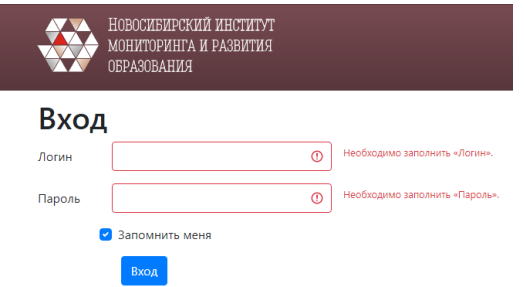 Новосибирский институт
мониторинга и развития
образования
Вход
Логин
Необходимо заполнить «Логин».
Пароль
Необходимо заполнить «Пароль».
Запомнить меня
Вход